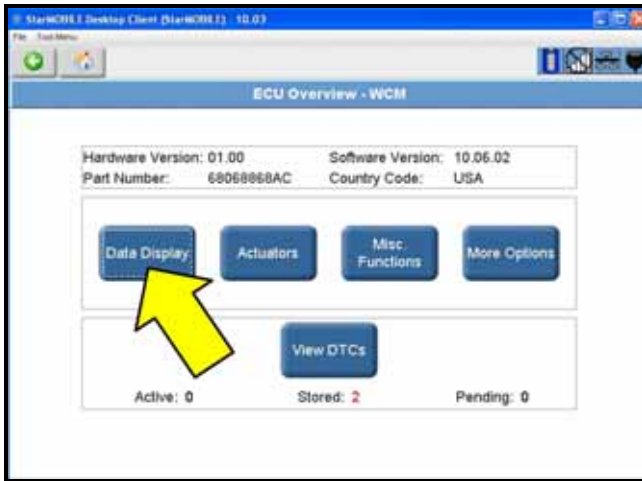 StarMOBILE Desktop Client (StarMOBILE) - 10.03
File Tool Menu
ECU Overview - WCM
Hardware Version: 01.00 Software Version: 10.06.02
Part Number: 68068868AC Country Code: USA
Data Display
Actuators
Misc.
Functions
More Options
View DTCs
Active: 0 Stored: 2 Pending: 0